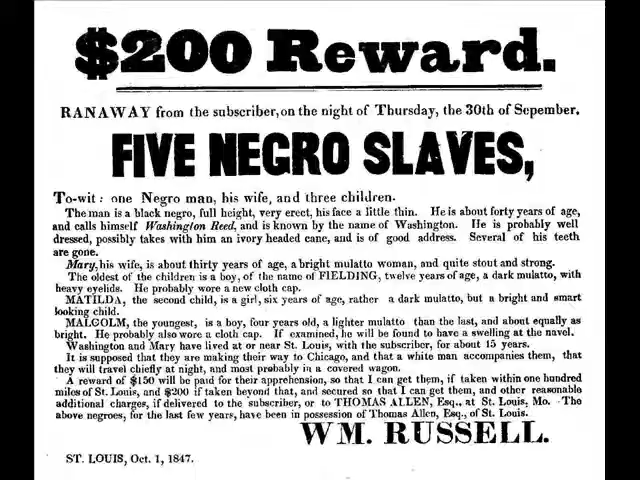 $200 Reward.
RANAWAY from the subscriber, on the night of Thursday, the 30th of Sepember.
FIVE NEGRO SLAVES,
To-wit : one Negro man, his wife, and three children.
The man is a black negro, full height, very erect, his face a little thin. He is about forty years of age,
and calls himself Washington Reed, and is known by the name of Washington. He is probably well
dressed, possibly takes with him an ivory headed cane, and is of good address. Several of his teeth
are gone.
Mary, his wife, is about thirty years of age, a bright mulatto woman, and quite stout and strong.
The oldest of the children is a boy, of the name of FIELDING, twelve years of age, a dark mulatto, with
heavy eyelids. He probably wore a new cloth cap.
MATILDA, the second child, is a girl, six years of age, rather a dark mulatto, but a bright and smart
looking child.
MALCOLM, the youngest, is a boy, four years old, a lighter mulatto than the last, and about equally as
bright. He probably also wore a cloth cap. If examined, he will be found to have a swelling at the navel.
Washington and Mary have lived at or near St. Louis, with the subscriber, for about 15 years.
It is supposed that they are making their way to Chicago, and that a white man accompanies them, that
they will travel chiefly at night, and most probably in a covered wagon.
A reward of $150 will be paid for their apprehension, so that I can get them, if taken within one hundred
miles of St. Louis, and $200 if taken beyond that, and secured so that I can get them, and other reasonable
additional charges, if delivered to the subscriber, or to THOMAS ALLEN, Esq., at St. Louis, Mo. The
above negroes, for the last few years, have been in possession of Thomas Allen, Esq., of St. Louis.
WM. RUSSELL.
ST. LOUIS, Oct. 1, 1847.